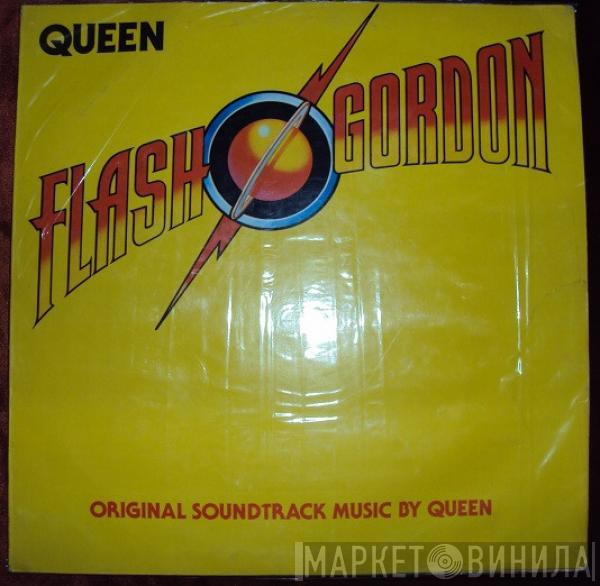 QUEEN
FLASH GORDON
ORIGINAL SOUNDTRACK MUSIC BY QUEEN
МАРКЕТ ВИНИЛА